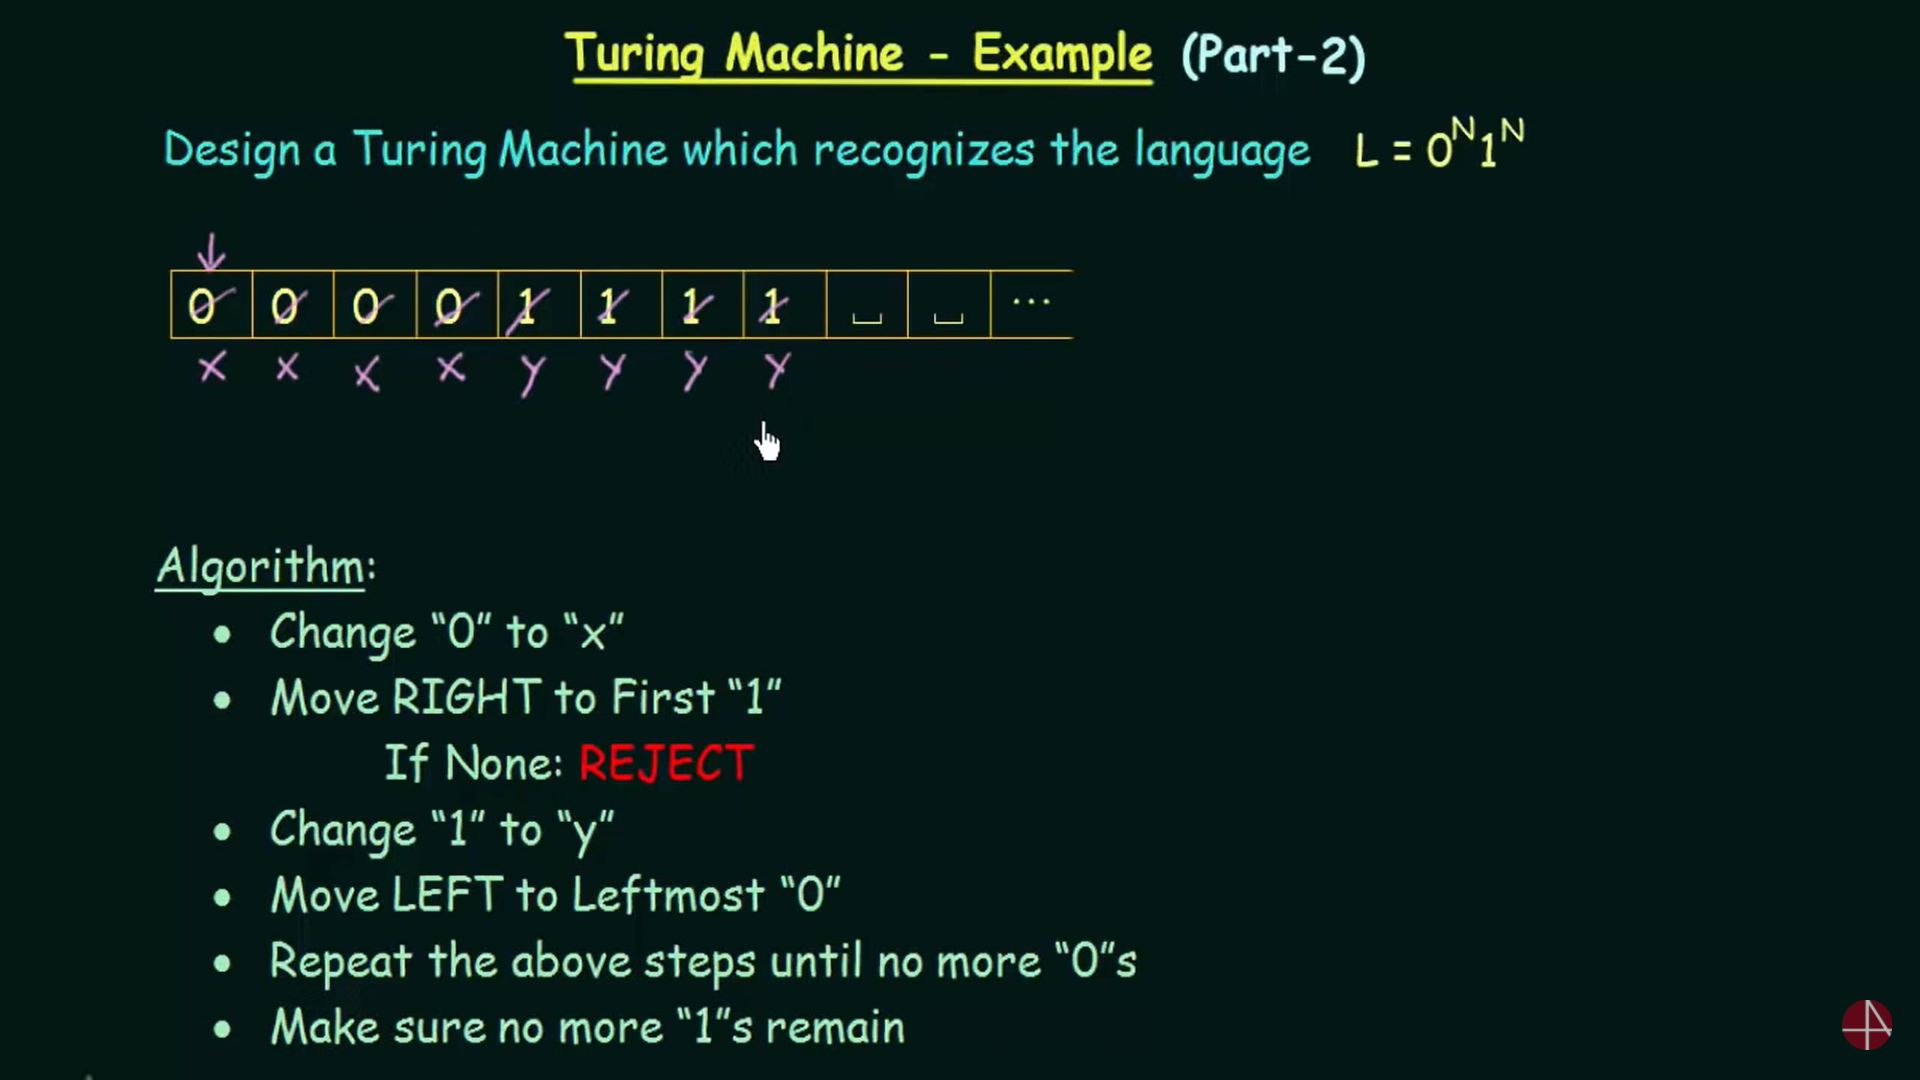 Turing Machine - Example (Part-2)
Design a Turing Machine which recognizes the language L = 0ᴺ1ᴺ
0 0 0 0 1 1 1 1 ␣ ␣ ...
x x x x y y y y
Algorithm:
• Change “0” to “x”
• Move RIGHT to First “1”
If None: REJECT
• Change “1” to “y”
• Move LEFT to Leftmost “0”
• Repeat the above steps until no more “0”s
• Make sure no more “1”s remain